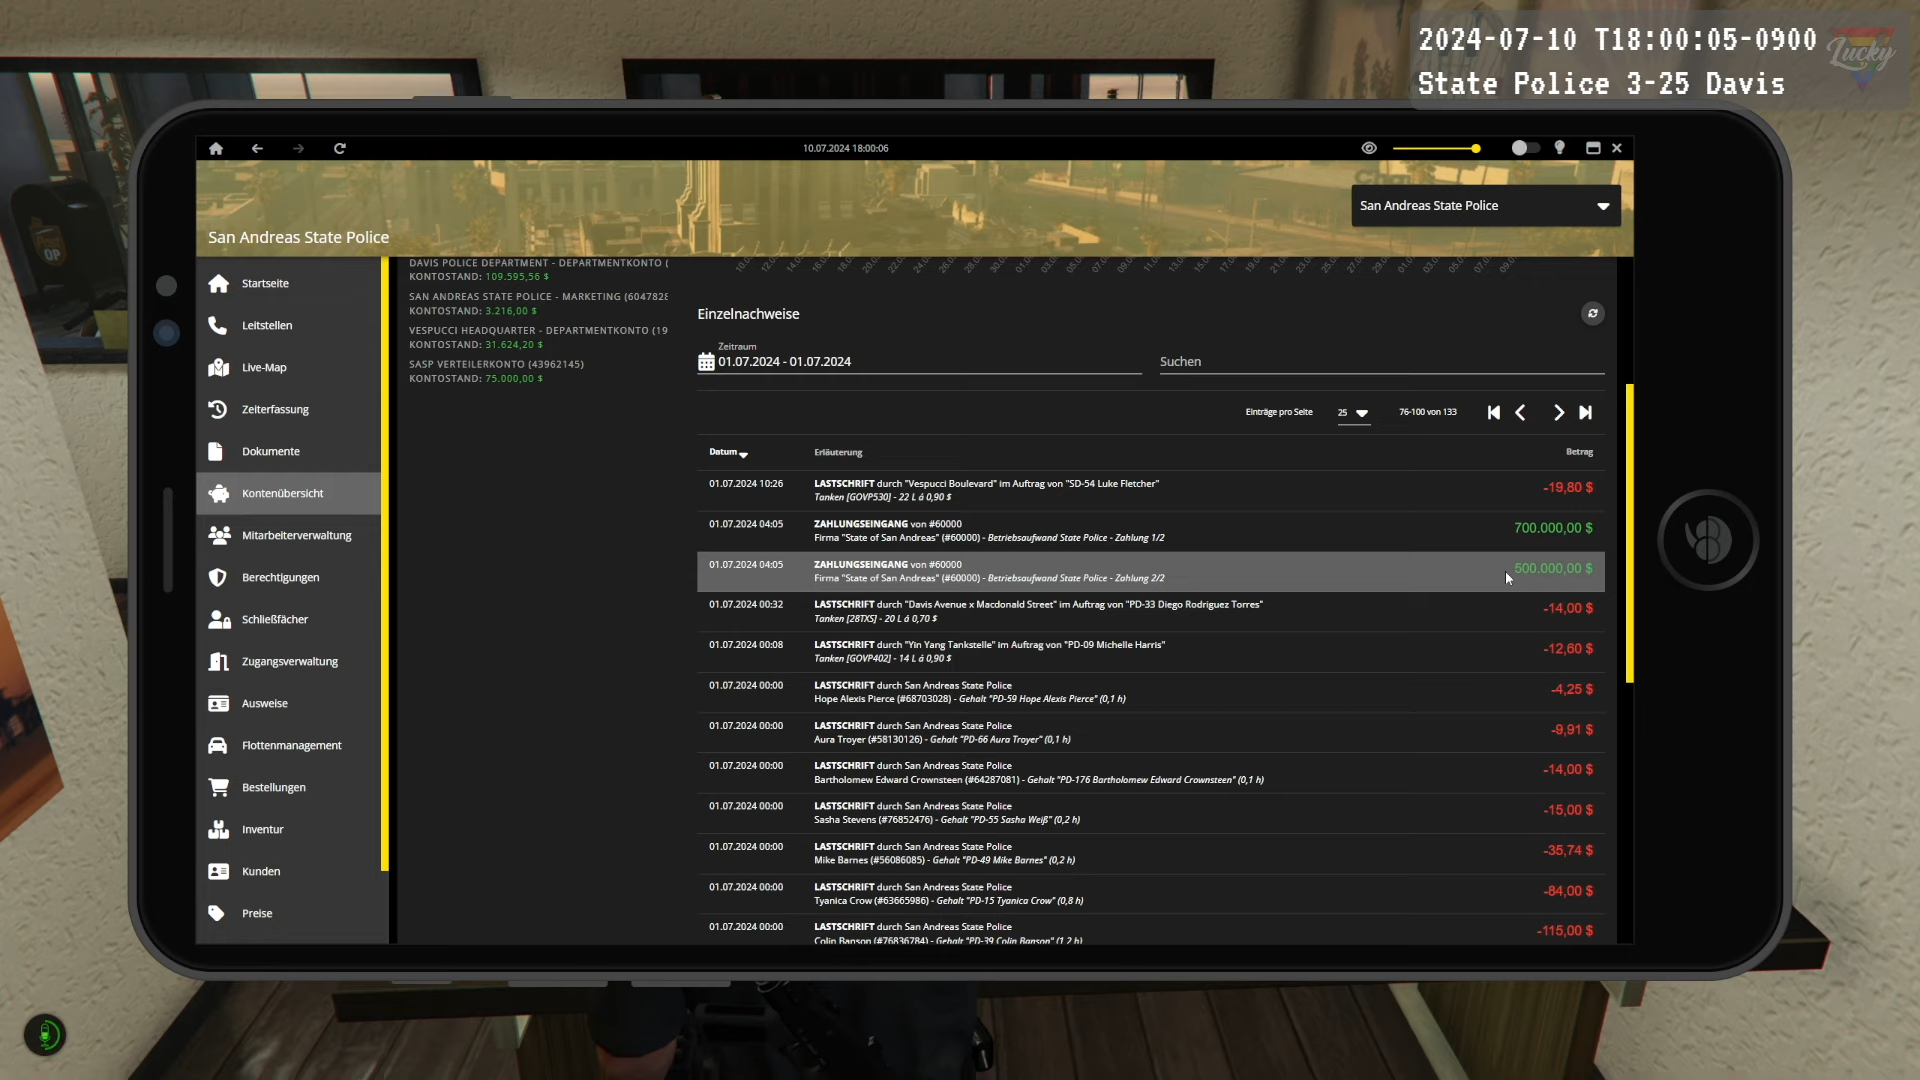 2024-07-10 T18:00:05-0900
State Police 3-25 Davis
Lucky
10.07.2024 18:00:06
San Andreas State Police
San Andreas State Police
Startseite
Leitstellen
Live-Map
Zeiterfassung
Dokumente
Kontenübersicht
Mitarbeiterverwaltung
Berechtigungen
Schließfächer
Zugangsverwaltung
Ausweise
Flottenmanagement
Bestellungen
Inventur
Kunden
Preise
DAVIS POLICE DEPARTMENT - DEPARTMENTKONTO (
KONTOSTAND: 109.595,56 $
SAN ANDREAS STATE POLICE - MARKETING (6047828
KONTOSTAND: 3.216,00 $
VESPUCCI HEADQUARTER - DEPARTMENTKONTO (19
KONTOSTAND: 31.624,20 $
SASP VERTEILERKONTO (43962145)
KONTOSTAND: 75.000,00 $
Einzelnachweise
Zeitraum
01.07.2024 - 01.07.2024
Suchen
Einträge pro Seite 25 76-100 von 133
Datum Erläuterung Betrag
01.07.2024 10:26 LASTSCHRIFT durch "Vespucci Boulevard" im Auftrag von "SD-54 Luke Fletcher" -19,80 $
Tanken [GOVP530] - 22 L á 0,90 $
01.07.2024 04:05 ZAHLUNGSEINGANG von #60000 700.000,00 $
Firma "State of San Andreas" (#60000) - Betriebsaufwand State Police - Zahlung 1/2
01.07.2024 04:05 ZAHLUNGSEINGANG von #60000 500.000,00 $
Firma "State of San Andreas" (#60000) - Betriebsaufwand State Police - Zahlung 2/2
01.07.2024 00:32 LASTSCHRIFT durch "Davis Avenue x Macdonald Street" im Auftrag von "PD-33 Diego Rodriguez Torres" -14,00 $
Tanken [28TXS] - 20 L á 0,70 $
01.07.2024 00:08 LASTSCHRIFT durch "Yin Yang Tankstelle" im Auftrag von "PD-09 Michelle Harris" -12,60 $
Tanken [GOVP402] - 14 L á 0,90 $
01.07.2024 00:00 LASTSCHRIFT durch San Andreas State Police -4,25 $
Hope Alexis Pierce (#68703028) - Gehalt "PD-59 Hope Alexis Pierce" (0,1 h)
01.07.2024 00:00 LASTSCHRIFT durch San Andreas State Police -9,91 $
Aura Troyer (#58130126) - Gehalt "PD-66 Aura Troyer" (0,1 h)
01.07.2024 00:00 LASTSCHRIFT durch San Andreas State Police -14,00 $
Bartholomew Edward Crownsteen (#64287081) - Gehalt "PD-176 Bartholomew Edward Crownsteen" (0,1 h)
01.07.2024 00:00 LASTSCHRIFT durch San Andreas State Police -15,00 $
Sasha Stevens (#76852476) - Gehalt "PD-55 Sasha Weiß" (0,2 h)
01.07.2024 00:00 LASTSCHRIFT durch San Andreas State Police -35,74 $
Mike Barnes (#56086085) - Gehalt "PD-49 Mike Barnes" (0,2 h)
01.07.2024 00:00 LASTSCHRIFT durch San Andreas State Police -84,00 $
Tyanica Crow (#63665986) - Gehalt "PD-15 Tyanica Crow" (0,8 h)
01.07.2024 00:00 LASTSCHRIFT durch San Andreas State Police -115,00 $
Colin Banson (#76836784) - Gehalt "PD-39 Colin Banson" (1,2 h)